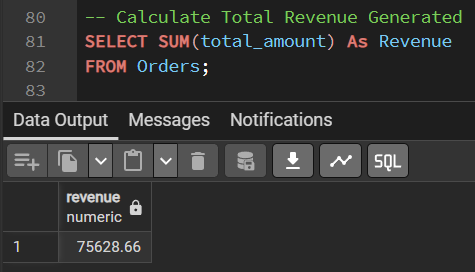 80 -- Calculate Total Revenue Generated
81 SELECT SUM(total_amount) As Revenue
82 FROM Orders;
83
Data Output Messages Notifications
SQL
revenue
numeric
1 75628.66